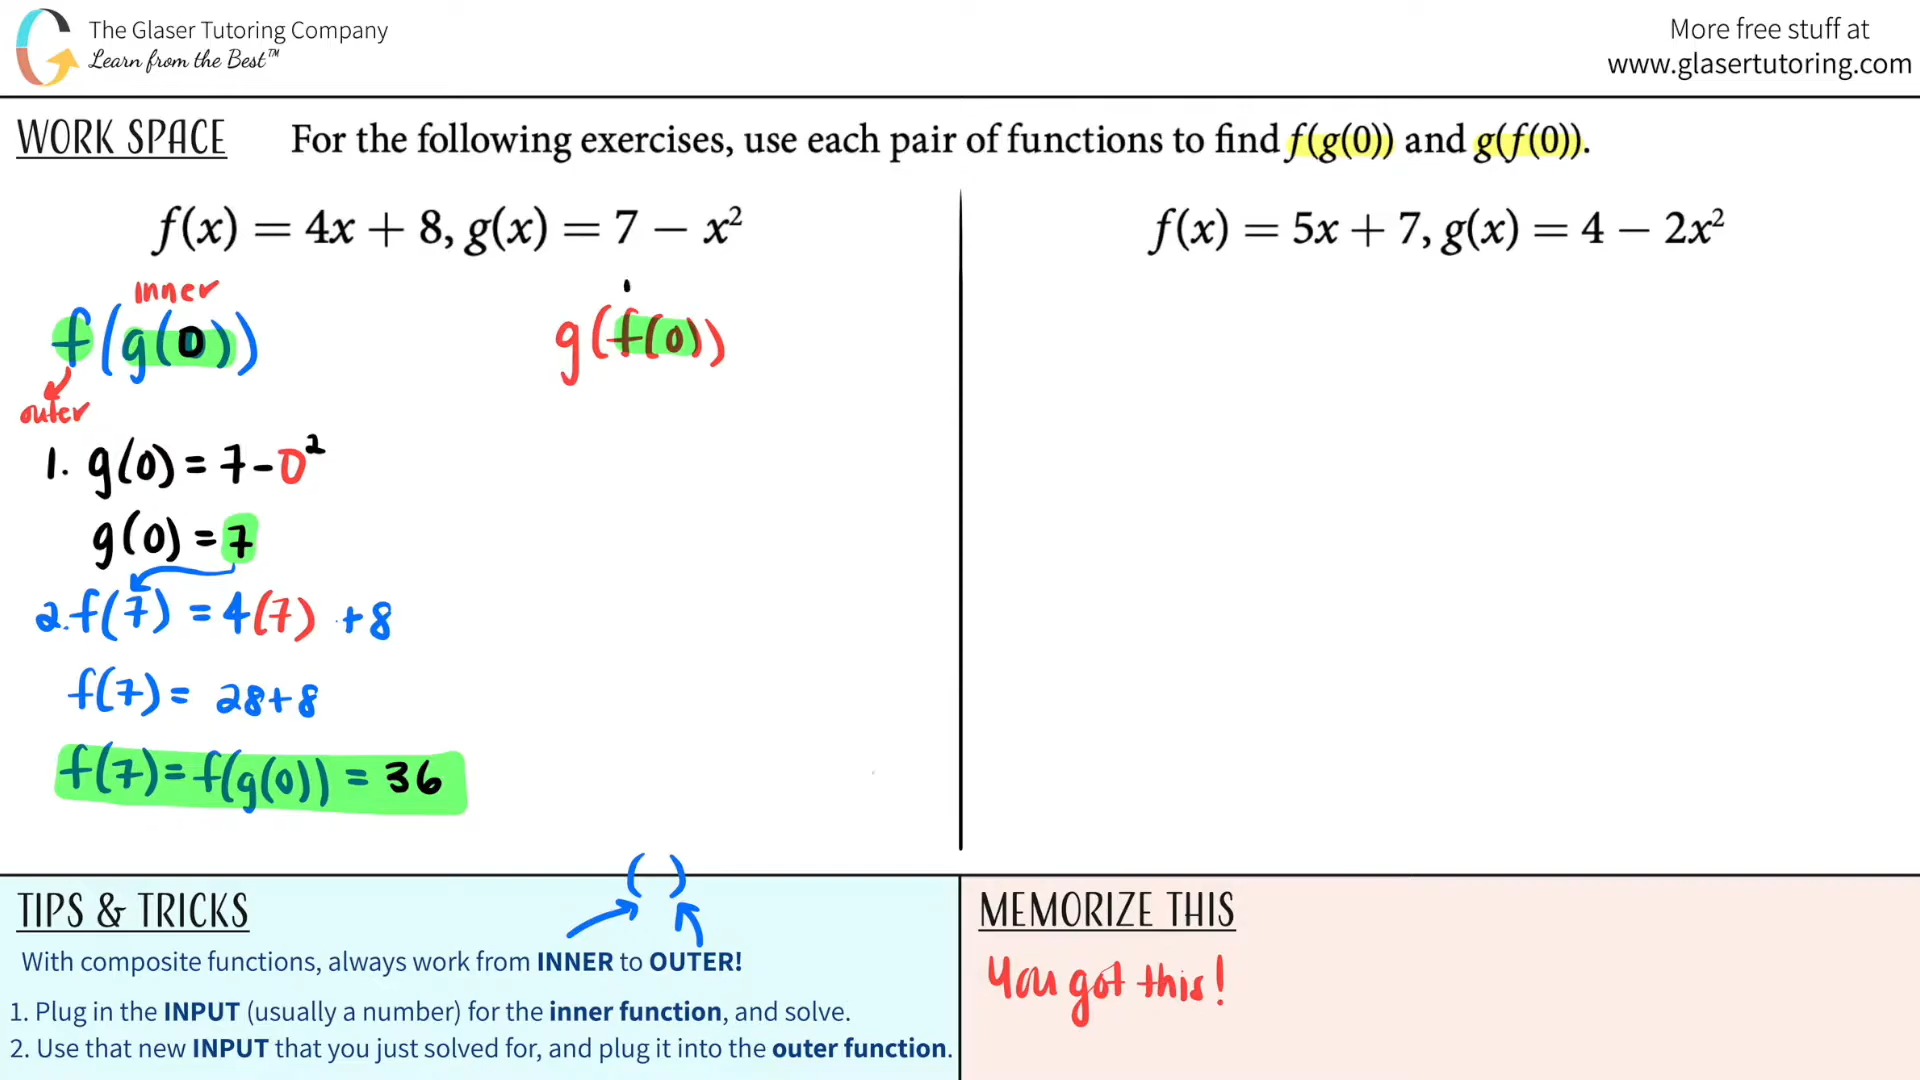 The Glaser Tutoring Company
Learn from the Best™
More free stuff at
www.glasertutoring.com
WORK SPACE
For the following exercises, use each pair of functions to find f(g(0)) and g(f(0)).
f(x) = 4x + 8, g(x) = 7 − x²
inner
f(g(0))
outer
1. g(0) = 7-0²
g(0) = 7
2. f(7) = 4(7) +8
f(7) = 28+8
f(7) = f(g(0)) = 36
g(f(0))
f(x) = 5x + 7, g(x) = 4 − 2x²
( )
TIPS & TRICKS
With composite functions, always work from INNER to OUTER!
1. Plug in the INPUT (usually a number) for the inner function, and solve.
2. Use that new INPUT that you just solved for, and plug it into the outer function.
MEMORIZE THIS
You got this!